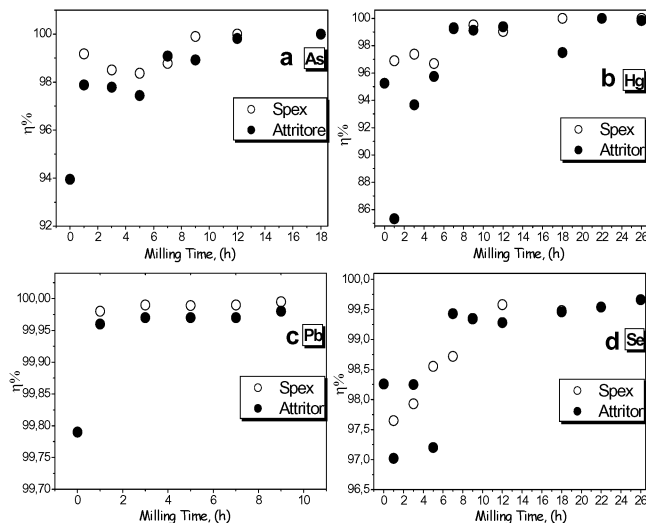 100
98
96
94
92
η%
a As
Spex
Attritore
0 2 4 6 8 10 12 14 16 18
Milling Time, (h)
100
98
96
94
92
90
88
86
η%
b Hg
Spex
Attritor
0 2 4 6 8 10 12 14 16 18 20 22 24 26
Milling Time, (h)
100,00
99,95
99,90
99,85
99,80
99,75
99,70
η%
c Pb
Spex
Attritor
0 2 4 6 8 10
Milling Time, (h)
100,0
99,5
99,0
98,5
98,0
97,5
97,0
96,5
η%
d Se
Spex
Attritor
0 2 4 6 8 10 12 14 16 18 20 22 24 26
Milling Time, (h)